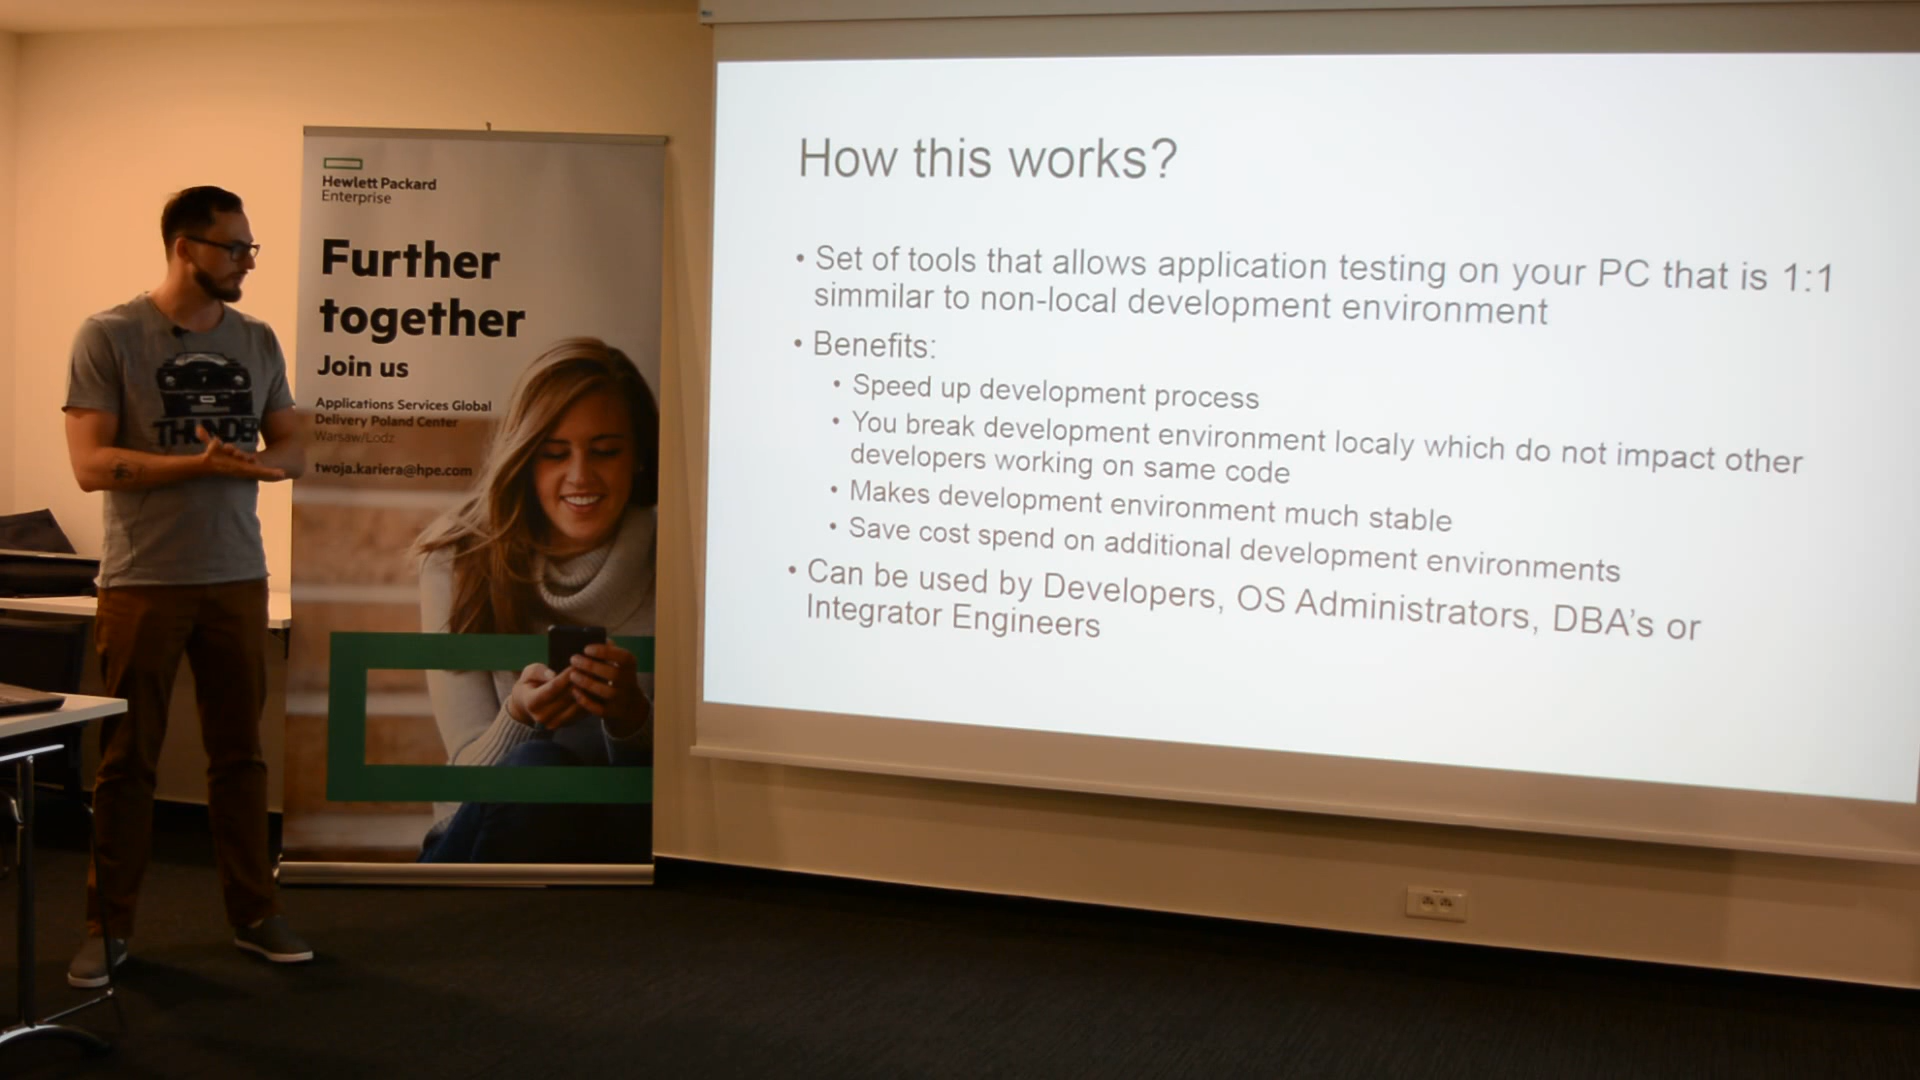 Hewlett Packard
Enterprise
Further
together
Join us
Applications Services Global
Delivery Poland Center
Warsaw/Lodz
twoja.kariera@hpe.com
THUNDER
How this works?
• Set of tools that allows application testing on your PC that is 1:1
simmilar to non-local development environment
• Benefits:
• Speed up development process
• You break development environment localy which do not impact other
developers working on same code
• Makes development environment much stable
• Save cost spend on additional development environments
• Can be used by Developers, OS Administrators, DBA's or
Integrator Engineers